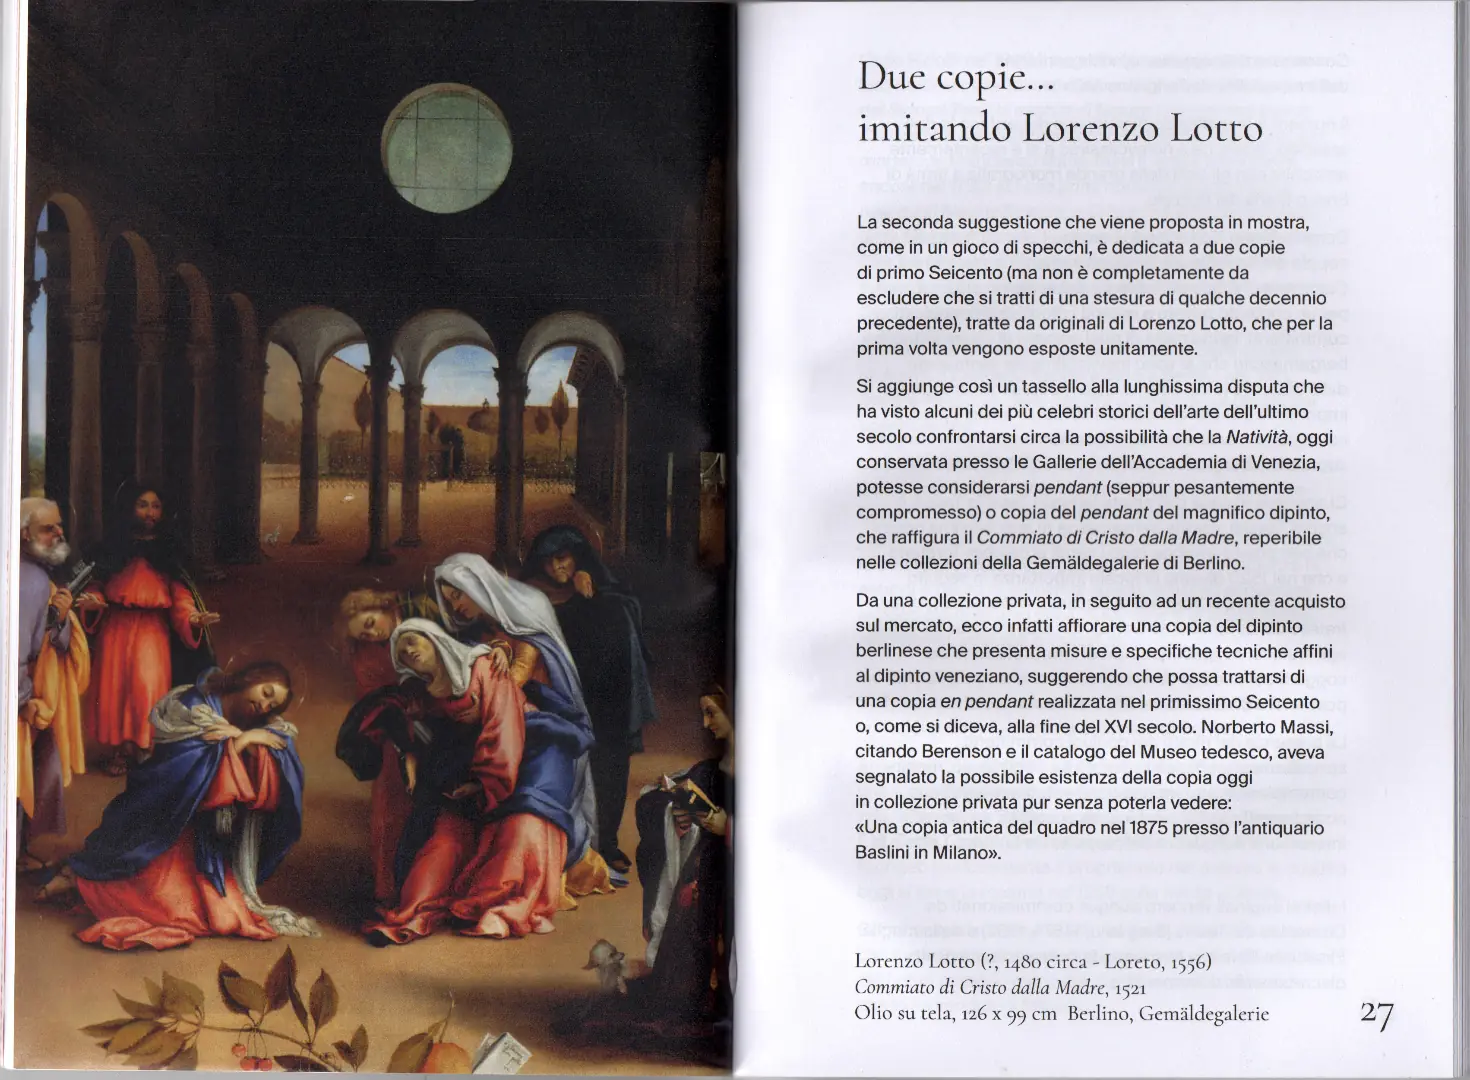 Due copie...
imitando Lorenzo Lotto
La seconda suggestione che viene proposta in mostra,
come in un gioco di specchi, è dedicata a due copie
di primo Seicento (ma non è completamente da
escludere che si tratti di una stesura di qualche decennio
precedente), tratte da originali di Lorenzo Lotto, che per la
prima volta vengono esposte unitamente.
Si aggiunge così un tassello alla lunghissima disputa che
ha visto alcuni dei più celebri storici dell'arte dell'ultimo
secolo confrontarsi circa la possibilità che la Natività, oggi
conservata presso le Gallerie dell'Accademia di Venezia,
potesse considerarsi pendant (seppur pesantemente
compromesso) o copia del pendant del magnifico dipinto,
che raffigura il Commiato di Cristo dalla Madre, reperibile
nelle collezioni della Gemäldegalerie di Berlino.
Da una collezione privata, in seguito ad un recente acquisto
sul mercato, ecco infatti affiorare una copia del dipinto
berlinese che presenta misure e specifiche tecniche affini
al dipinto veneziano, suggerendo che possa trattarsi di
una copia en pendant realizzata nel primissimo Seicento
o, come si diceva, alla fine del XVI secolo. Norberto Massi,
citando Berenson e il catalogo del Museo tedesco, aveva
segnalato la possibile esistenza della copia oggi
in collezione privata pur senza poterla vedere:
«Una copia antica del quadro nel 1875 presso l'antiquario
Baslini in Milano».
Lorenzo Lotto (?, 1480 circa - Loreto, 1556)
Commiato di Cristo dalla Madre, 1521
Olio su tela, 126 x 99 cm Berlino, Gemäldegalerie
27